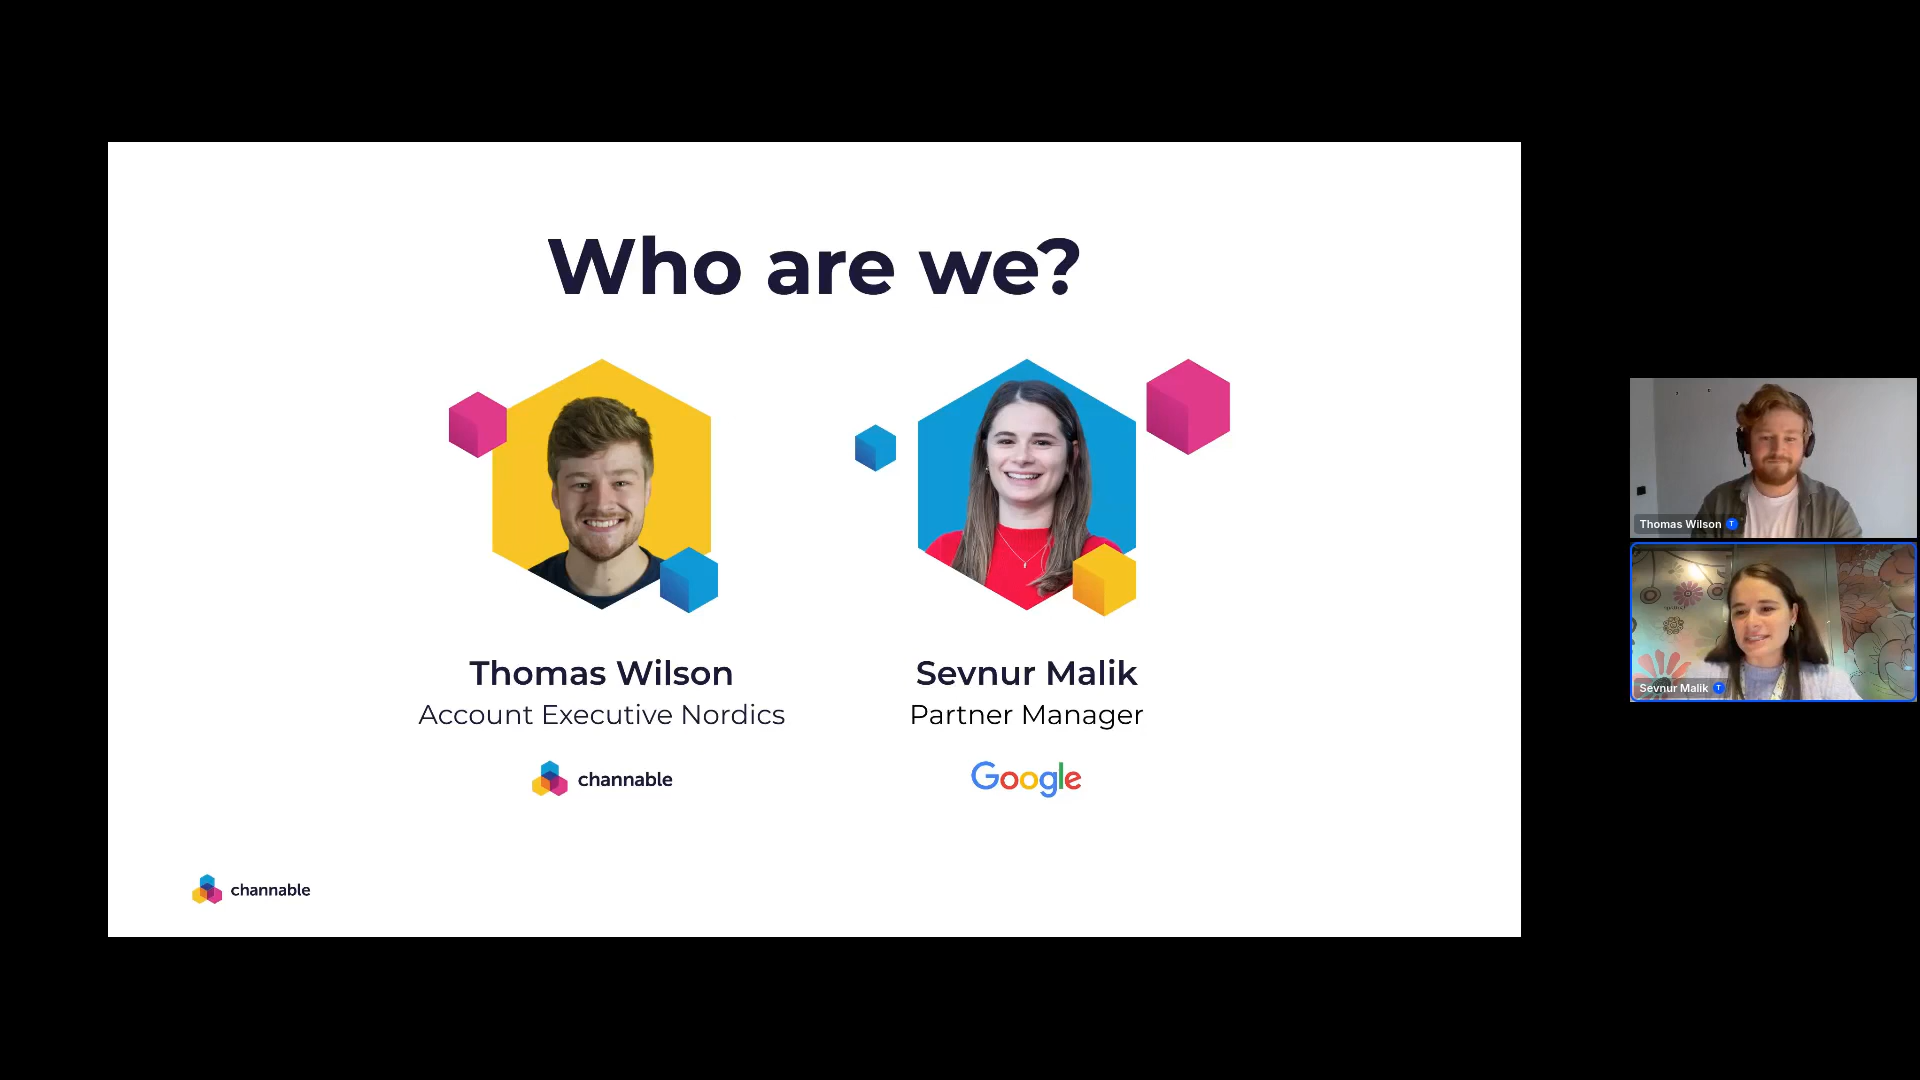 Who are we?
Thomas Wilson
Account Executive Nordics
channable
Sevnur Malik
Partner Manager
Google
channable
Thomas Wilson T
Sevnur Malik T